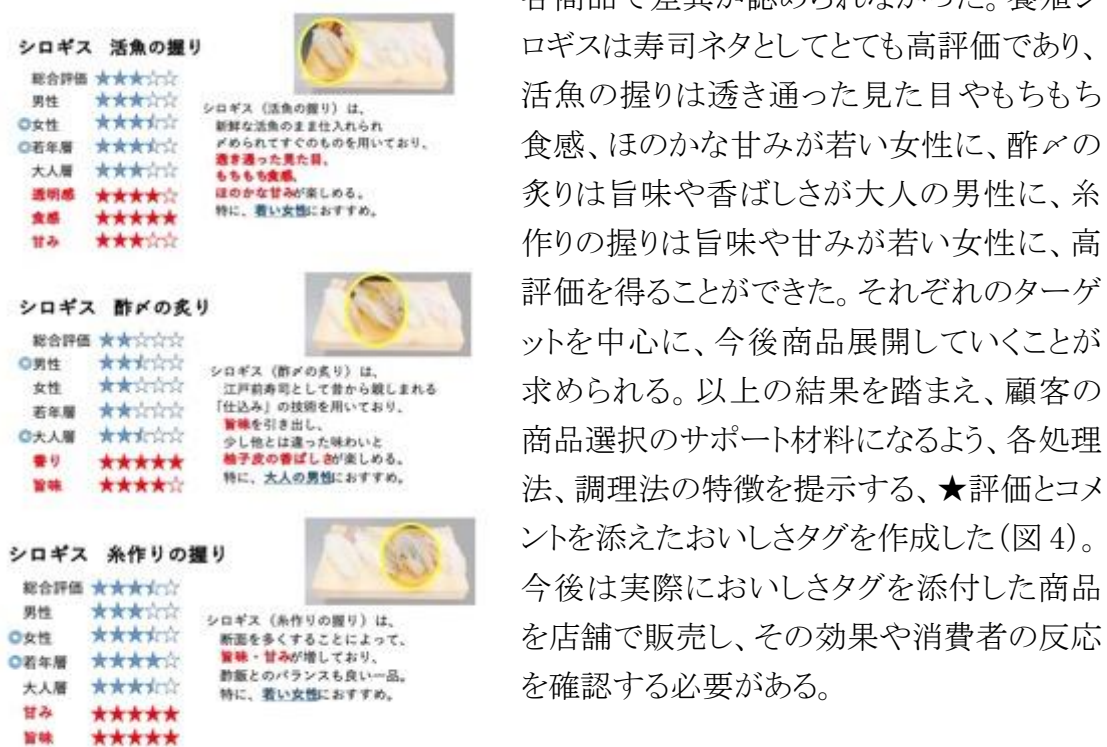 シロギス 活魚の握り
総合評価 ★★★☆☆
男性 ★★★☆☆
◎女性 ★★★☆☆
◎若年層 ★★★☆☆
大人層 ★★★☆☆
透明感 ★★★★☆
食感 ★★★★★
甘み ★★★☆☆
シロギス（活魚の握り）は、
新鮮な活魚のまま仕入れられ
〆められてすぐのものを用いており、
透き通った見た目、
もちもち食感、
ほのかな甘みが楽しめる。
特に、若い女性におすすめ。
シロギス 酢〆の炙り
総合評価 ★★☆☆☆
◎男性 ★★☆☆☆
女性 ★★☆☆☆
若年層 ★★☆☆☆
◎大人層 ★★☆☆☆
香り ★★★★★
旨味 ★★★★☆
シロギス（酢〆の炙り）は、
江戸前寿司として昔から親しまれる
「仕込み」の技術を用いており、
旨味を引き出し、
少し他とは違った味わいと
柚子皮の香ばしさが楽しめる。
特に、大人の男性におすすめ。
シロギス 糸作りの握り
総合評価 ★★★☆☆
男性 ★★★☆☆
◎女性 ★★★☆☆
◎若年層 ★★★★☆
大人層 ★★★☆☆
甘み ★★★★★
旨味 ★★★★★
シロギス（糸作りの握り）は、
断面を多くすることによって、
旨味・甘みが増しており、
酢飯とのバランスも良い一品。
特に、若い女性におすすめ。
各商品で差異が認められなかった。養殖シ
ロギスは寿司ネタとしてとても高評価であり、
活魚の握りは透き通った見た目やもちもち
食感、ほのかな甘みが若い女性に、酢〆の
炙りは旨味や香ばしさが大人の男性に、糸
作りの握りは旨味や甘みが若い女性に、高
評価を得ることができた。それぞれのターゲ
ットを中心に、今後商品展開していくことが
求められる。以上の結果を踏まえ、顧客の
商品選択のサポート材料になるよう、各処理
法、調理法の特徴を提示する、★評価とコメ
ントを添えたおいしさタグを作成した（図 4）。
今後は実際においしさタグを添付した商品
を店舗で販売し、その効果や消費者の反応
を確認する必要がある。